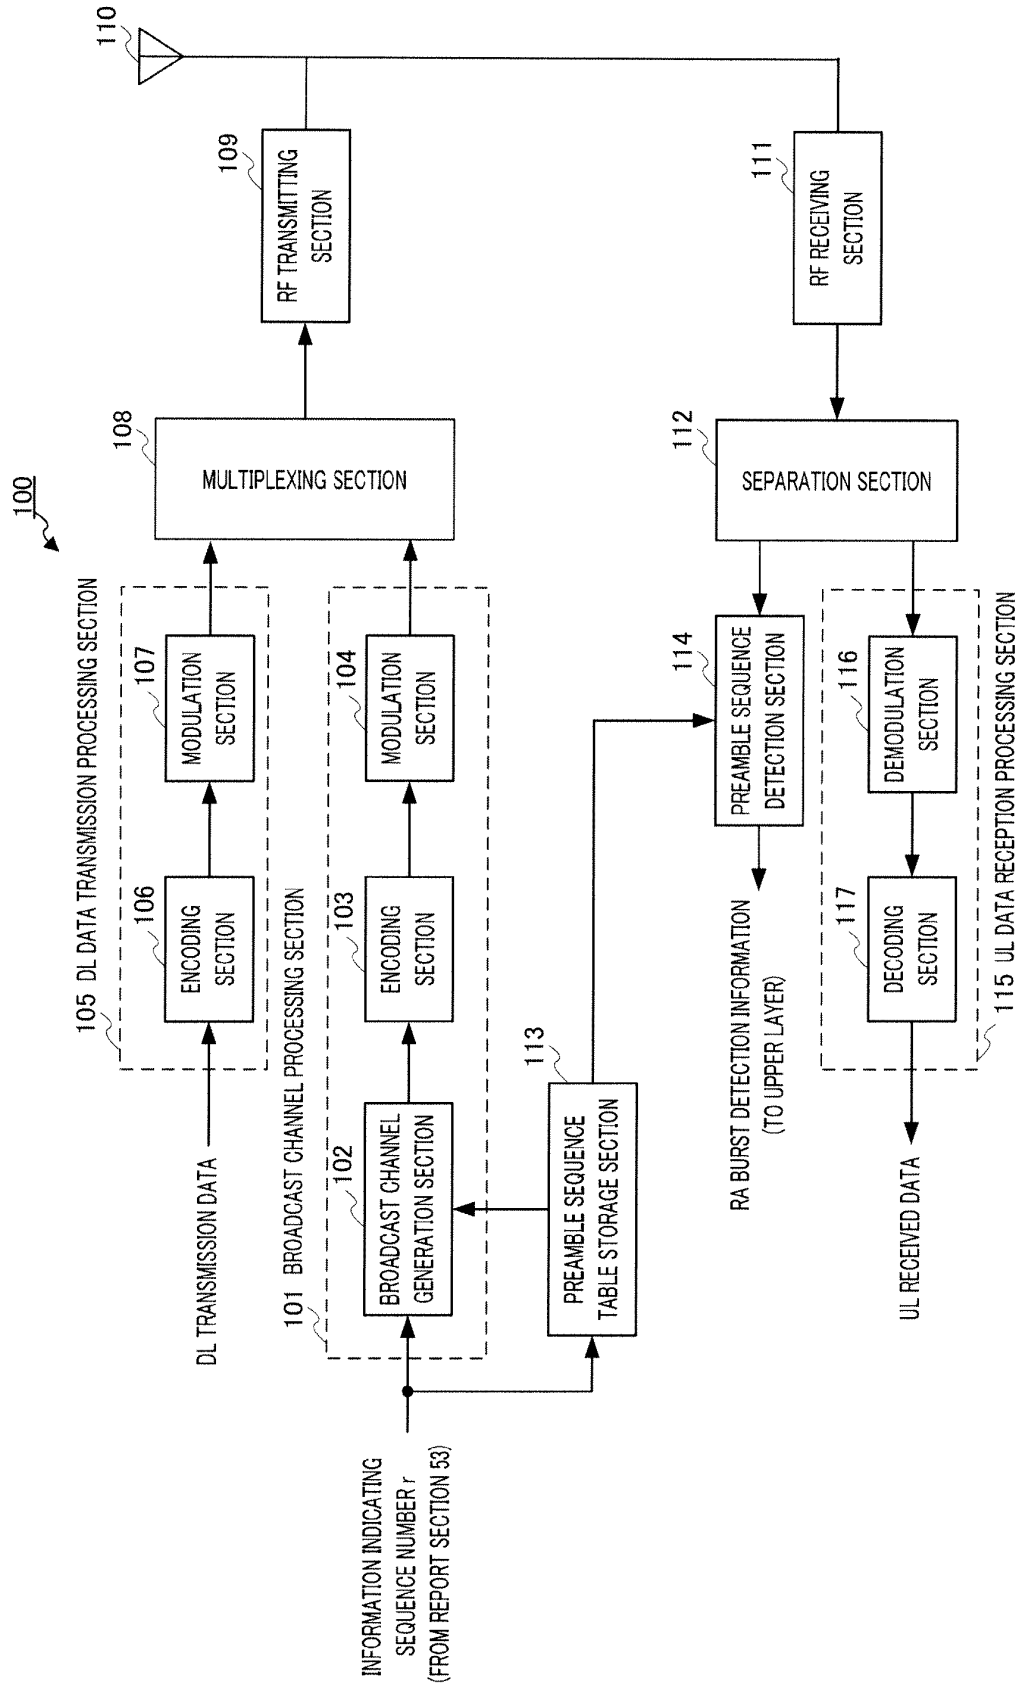 100
105 DL DATA TRANSMISSION PROCESSING SECTION
DL TRANSMISSION DATA
106
ENCODING
SECTION
107
MODULATION
SECTION
108
MULTIPLEXING SECTION
109
RF TRANSMITTING
SECTION
110
101 BROADCAST CHANNEL PROCESSING SECTION
INFORMATION INDICATING
SEQUENCE NUMBER r
(FROM REPORT SECTION 53)
102
BROADCAST CHANNEL
GENERATION SECTION
103
ENCODING
SECTION
104
MODULATION
SECTION
113
PREAMBLE SEQUENCE
TABLE STORAGE SECTION
RA BURST DETECTION INFORMATION
(TO UPPER LAYER)
114
PREAMBLE SEQUENCE
DETECTION SECTION
112
SEPARATION SECTION
111
RF RECEIVING
SECTION
UL RECEIVED DATA
117
DECODING
SECTION
116
DEMODULATION
SECTION
115 UL DATA RECEPTION PROCESSING SECTION